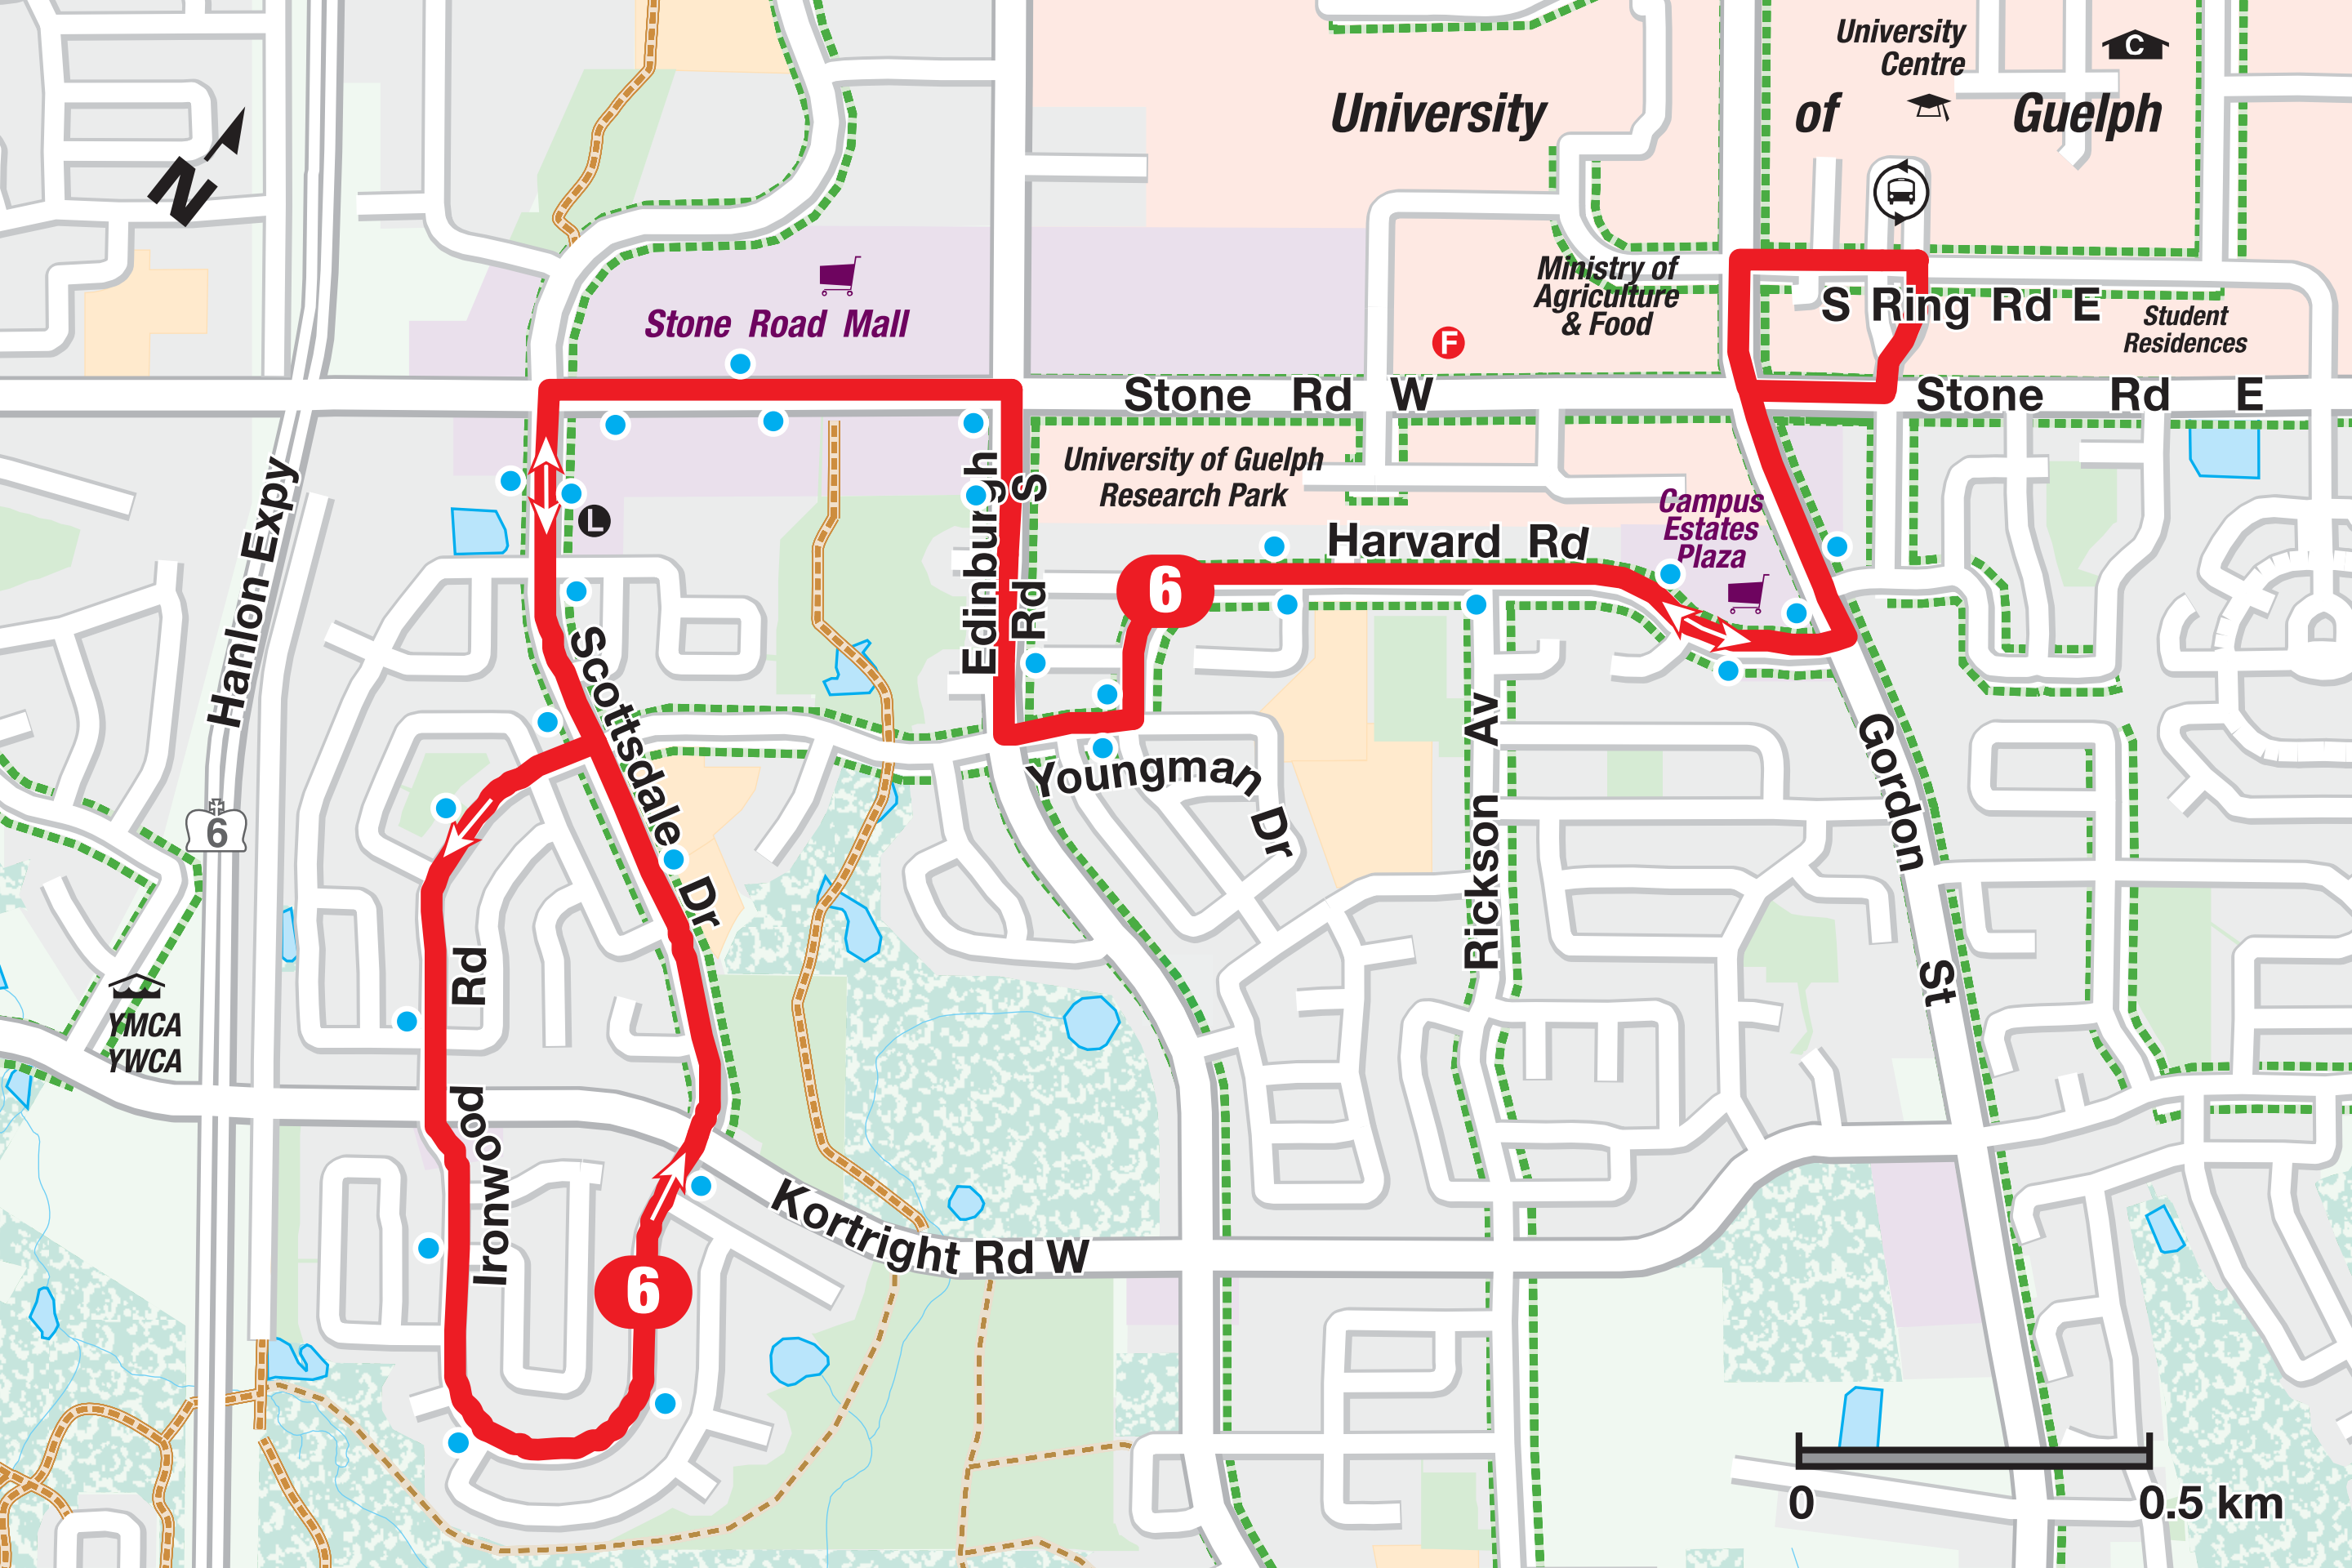 University
Centre
C
University of Guelph
N
Ministry of
Agriculture
& Food
S Ring Rd E
Student
Residences
Stone Road Mall
F
Stone Rd W
Stone Rd E
University of Guelph
Research Park
Campus
Estates
Plaza
L
Edinburgh
Rd S
Harvard Rd
6
Hanlon Expy
Scottsdale Dr
Youngman Dr
Rickson Av
Gordon St
6
YMCA
YWCA
Ironwood Rd
Kortright Rd W
6
0
0.5 km